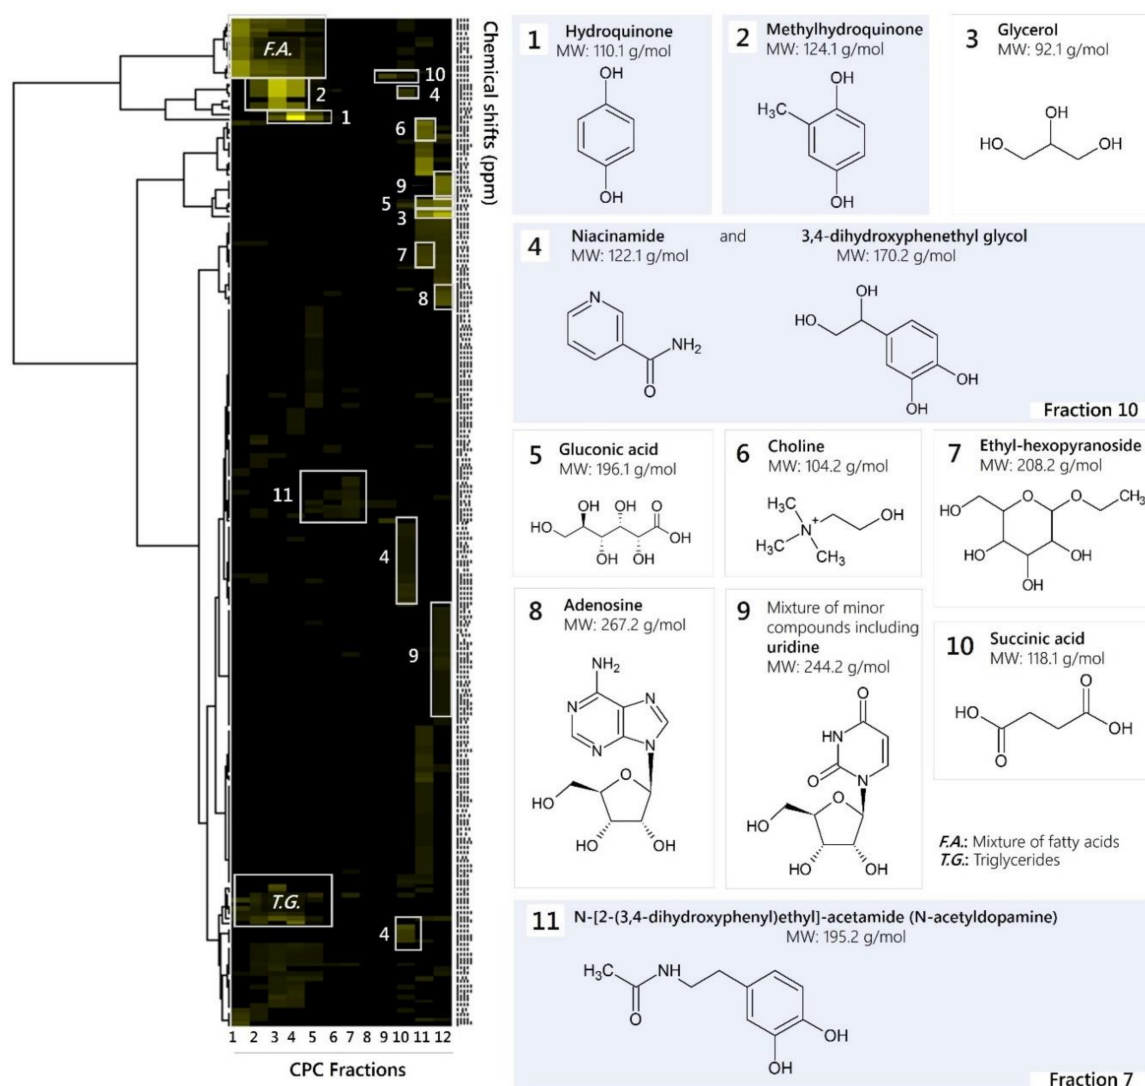 F.A.
10
2
4
1
6
9
5
3
7
8
11
4
9
T.G.
4
Chemical shifts (ppm)
1 2 3 4 5 6 7 8 9 10 11 12
CPC Fractions
1 Hydroquinone
MW: 110.1 g/mol
OH
OH
2 Methylhydroquinone
MW: 124.1 g/mol
OH
H₃C
OH
3 Glycerol
MW: 92.1 g/mol
OH
HO OH
4 Niacinamide and 3,4-dihydroxyphenethyl glycol
MW: 122.1 g/mol MW: 170.2 g/mol
N
NH₂
O
OH
HO
OH
OH
Fraction 10
5 Gluconic acid
MW: 196.1 g/mol
OH OH O
HO OH
OH OH
6 Choline
MW: 104.2 g/mol
H₃C OH
N+
H₃C CH₃
7 Ethyl-hexopyranoside
MW: 208.2 g/mol
O O CH₃
HO
HO OH
OH
8 Adenosine
MW: 267.2 g/mol
NH₂
N N
N N
O
HO
HO OH
9 Mixture of minor
compounds including
uridine
MW: 244.2 g/mol
O
HN
O N
O
HO
HO OH
10 Succinic acid
MW: 118.1 g/mol
O
HO OH
O
F.A.: Mixture of fatty acids
T.G.: Triglycerides
11 N-[2-(3,4-dihydroxyphenyl)ethyl]-acetamide (N-acetyldopamine)
MW: 195.2 g/mol
H₃C NH
O
OH
OH
Fraction 7